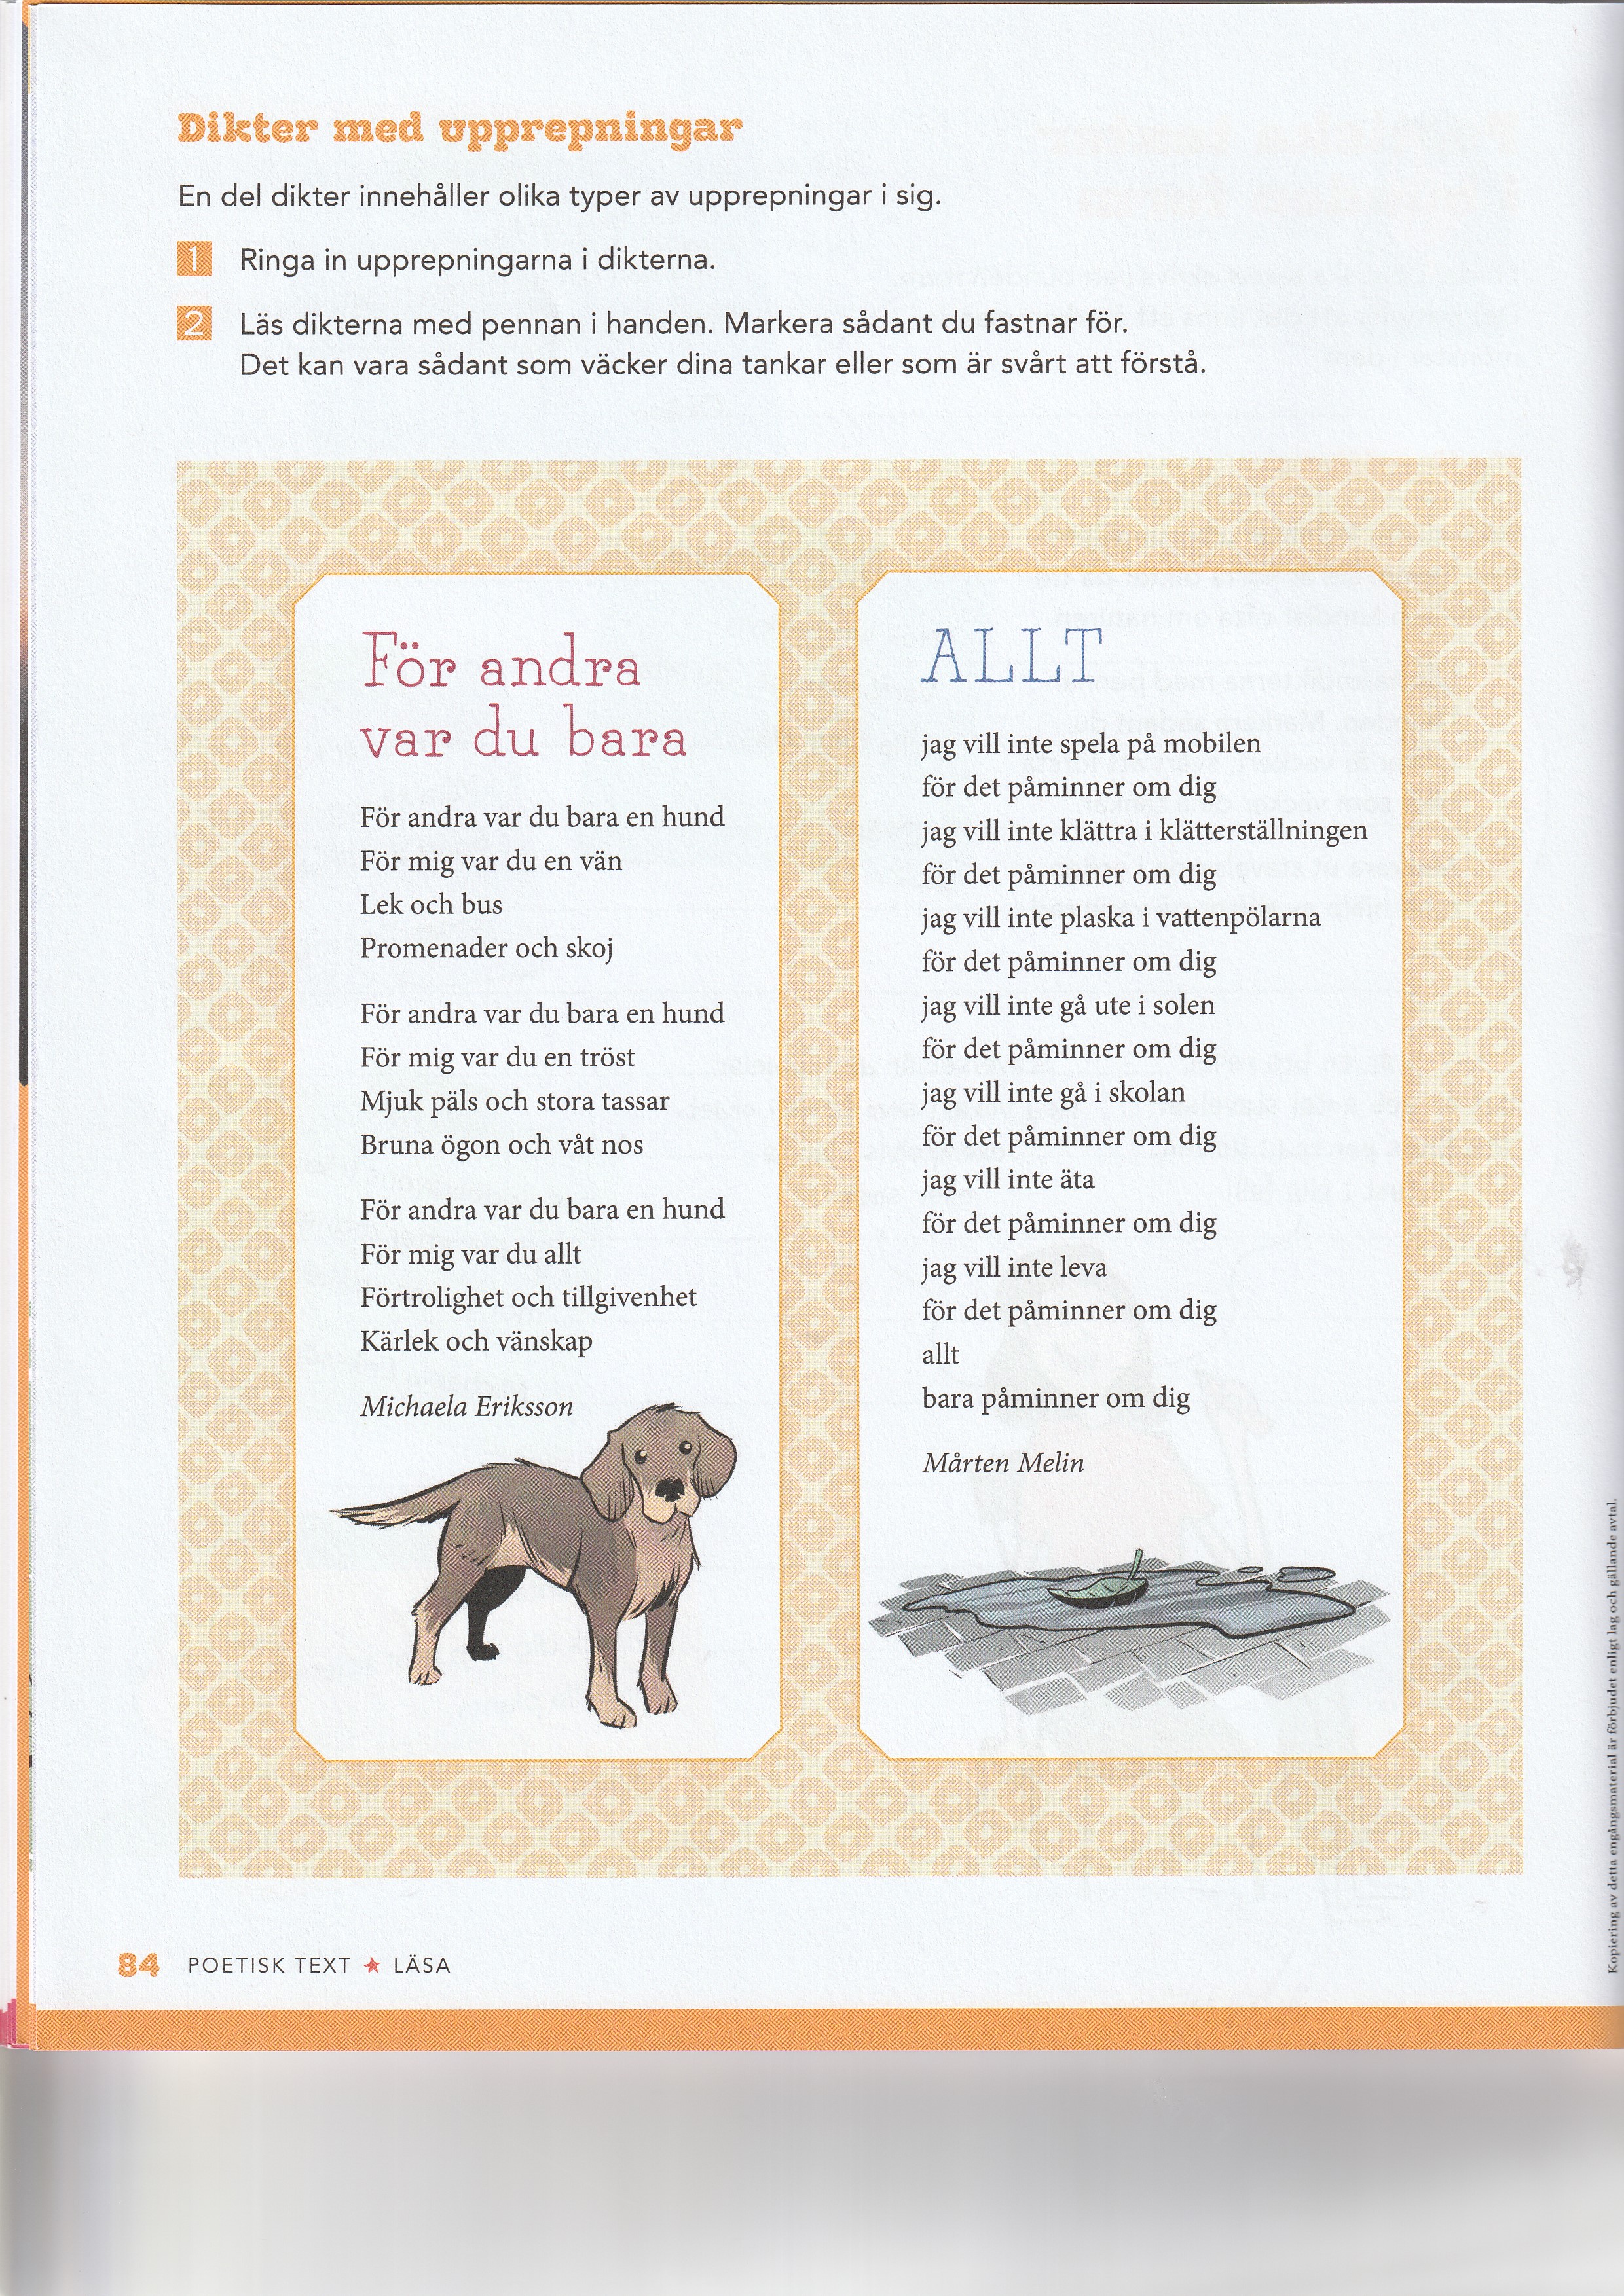 Dikter med upprepningar
En del dikter innehåller olika typer av upprepningar i sig.
1 Ringa in upprepningarna i dikterna.
2 Läs dikterna med pennan i handen. Markera sådant du fastnar för.
Det kan vara sådant som väcker dina tankar eller som är svårt att förstå.
För andra
var du bara
För andra var du bara en hund
För mig var du en vän
Lek och bus
Promenader och skoj
För andra var du bara en hund
För mig var du en tröst
Mjuk päls och stora tassar
Bruna ögon och våt nos
För andra var du bara en hund
För mig var du allt
Förtrolighet och tillgivenhet
Kärlek och vänskap
Michaela Eriksson
ALLT
jag vill inte spela på mobilen
för det påminner om dig
jag vill inte klättra i klätterställningen
för det påminner om dig
jag vill inte plaska i vattenpölarna
för det påminner om dig
jag vill inte gå ute i solen
för det påminner om dig
jag vill inte gå i skolan
för det påminner om dig
jag vill inte äta
för det påminner om dig
jag vill inte leva
för det påminner om dig
allt
bara påminner om dig
Mårten Melin
Kopiering av detta engångsmaterial är förbjudet enligt lag och gällande avtal.
84 POETISK TEXT ★ LÄSA